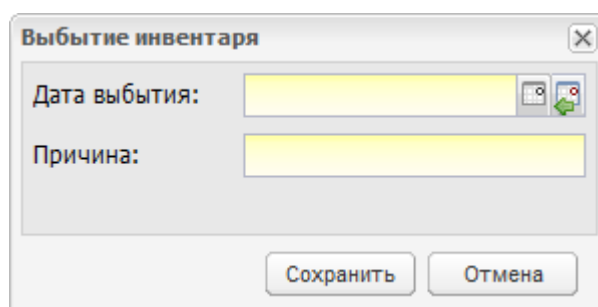 Выбытие инвентаря
Дата выбытия:
Причина:
Сохранить Отмена